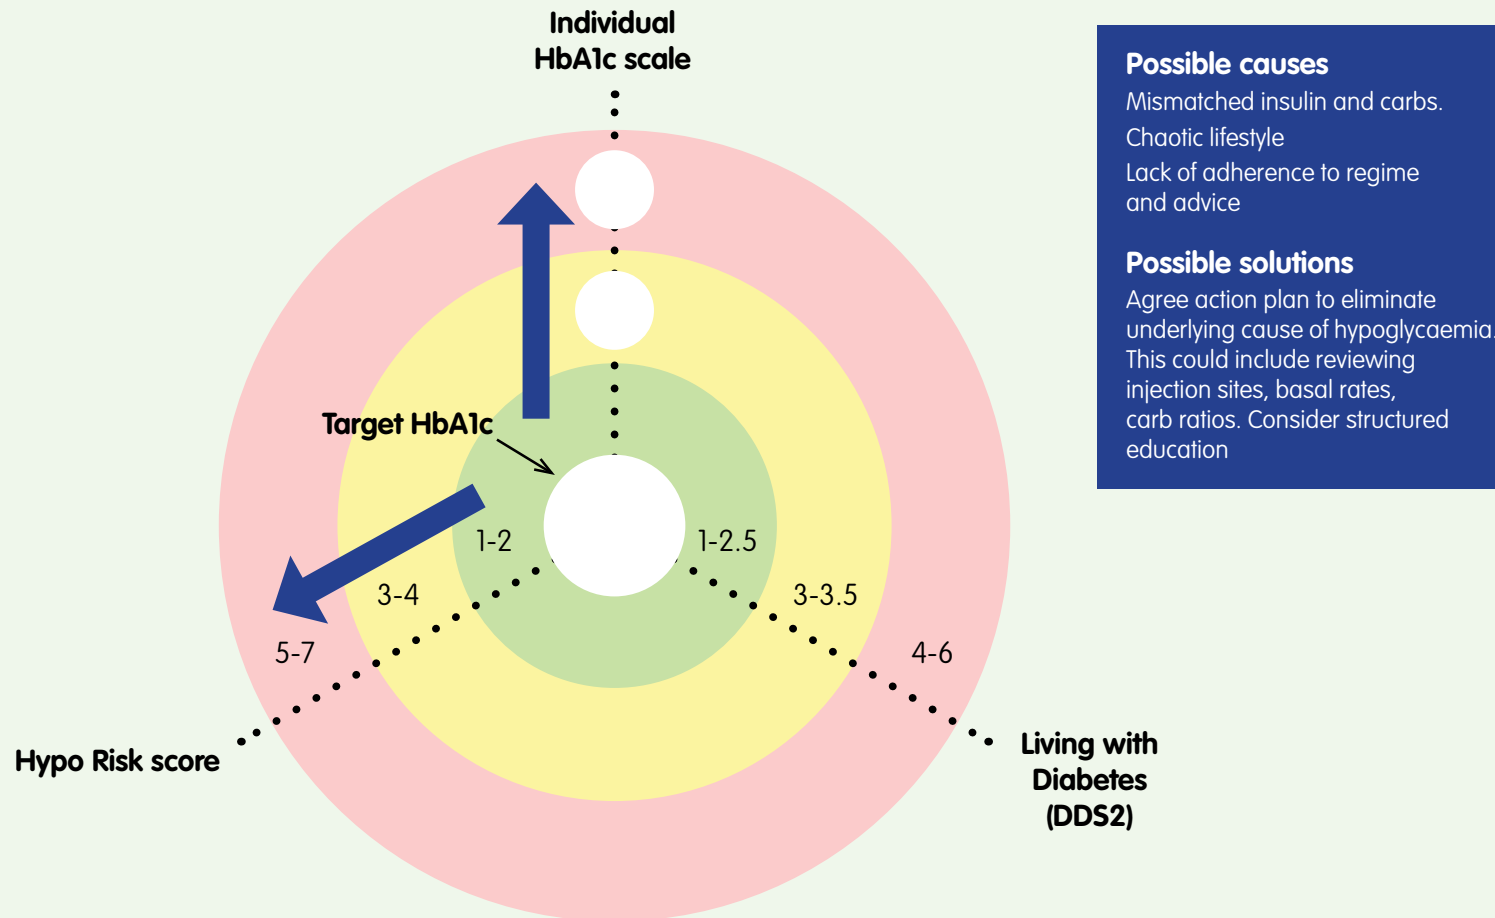 Individual
HbA1c scale
Possible causes
Mismatched insulin and carbs.
Chaotic lifestyle
Lack of adherence to regime
and advice
Possible solutions
Agree action plan to eliminate
underlying cause of hypoglycaemia.
This could include reviewing
injection sites, basal rates,
carb ratios. Consider structured
education
Target HbA1c
1-2
1-2.5
3-4
3-3.5
5-7
4-6
Hypo Risk score
Living with
Diabetes
(DDS2)